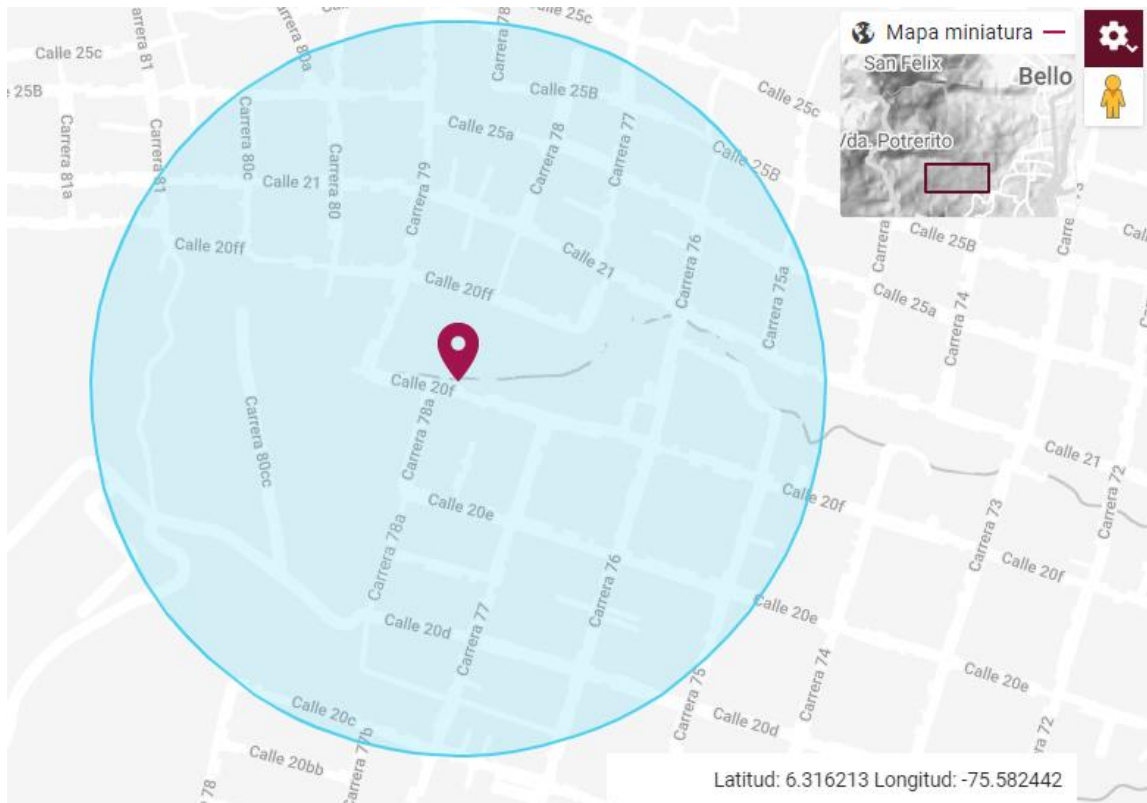 Calle 25c
Mapa miniatura
San Félix
Bello
Vda. Potrerito
Calle 25c
Carrera 81
Carrera 80a
Carrera 78
Calle 25c
25B
Calle 25B
Calle 25a
Carrera 78
Carrera 77
Calle 25B
Carrera 81a
Carrera 81
Carrera 80c
Calle 21
Carrera 80
Carrera 79
Calle 20ff
Calle 21
Carrera 76
Carrera 75a
Carrera
Calle 25B
Calle 20ff
Calle 25a
Carrera 74
Calle 20f
Carrera 78a
Carrera 80cc
Calle 21
Calle 20e
Calle 20f
Carrera 73
Carrera 72
Carrera 78a
Carrera 76
Calle 20f
Calle 20d
Carrera 77
Calle 20e
Carrera 74
Carrera 75
Calle 20e
Calle 20c
Calle 20d
Carrera 77b
Calle 20bb
Carrera 72
78
Latitud: 6.316213 Longitud: -75.582442